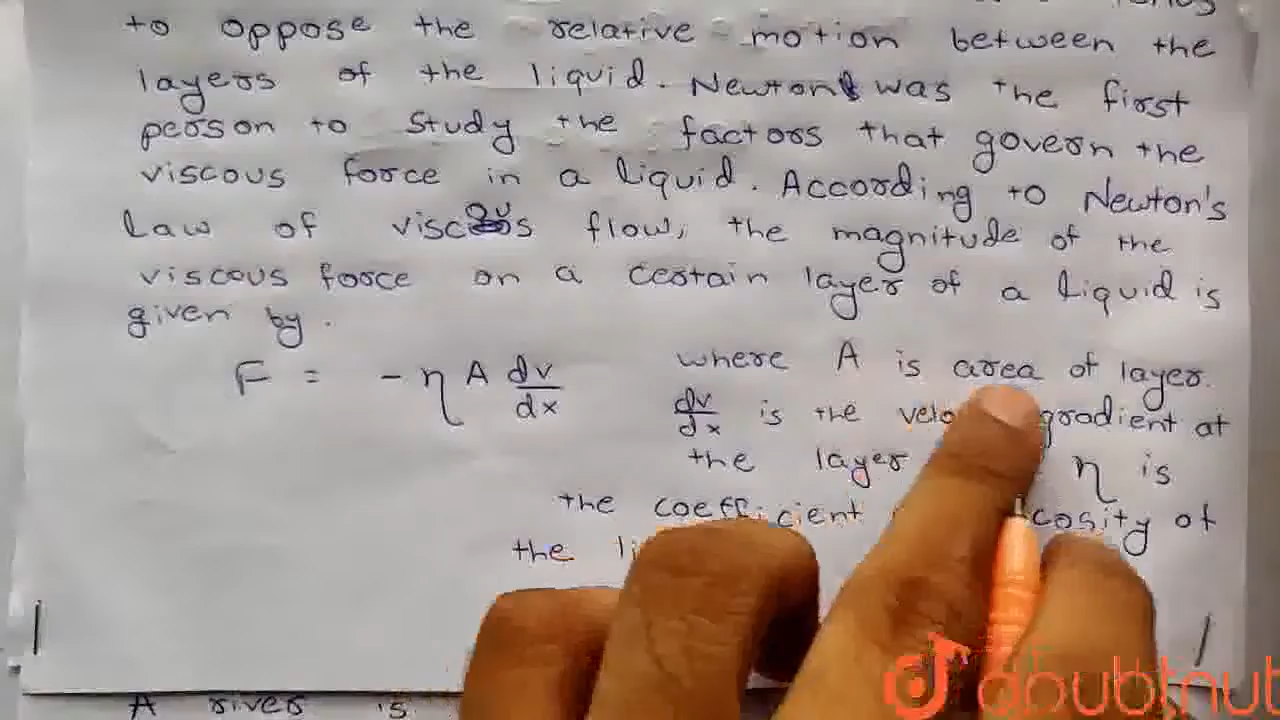 to oppose the relative motion between the
layers of the liquid. Newton was the first
person to study the factors that govern the
viscous force in a liquid. According to Newton's
Law of viscous flow, the magnitude of the
viscous force on a certain layer of a liquid is
given by.
F = - η A dv/dx
where A is area of layer.
dv/dx is the gradient at
the layer η is
the coefficient of
the
A river is
doubtnut